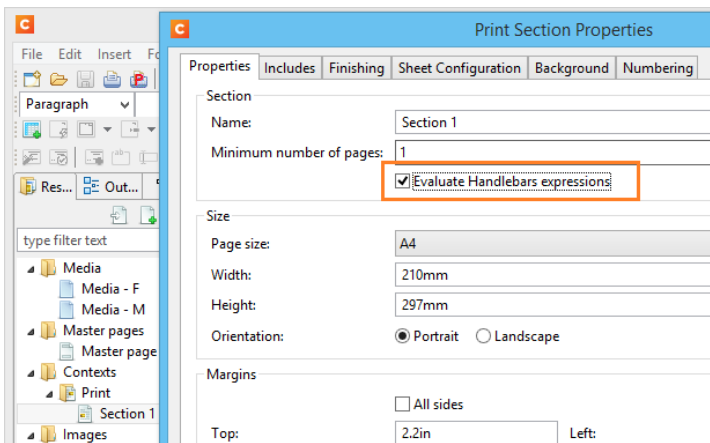 C
C
Print Section Properties
File Edit Insert Fo
Properties Includes Finishing Sheet Configuration Background Numbering
Paragraph
Section
Name: Section 1
Minimum number of pages: 1
Evaluate Handlebars expressions
Res... Out...
Size
type filter text
Page size: A4
Width: 210mm
Height: 297mm
Orientation: Portrait Landscape
Media
Media - F
Media - M
Master pages
Master page
Contexts
Print
Section 1
Images
Margins
All sides
Top: 2.2in Left: